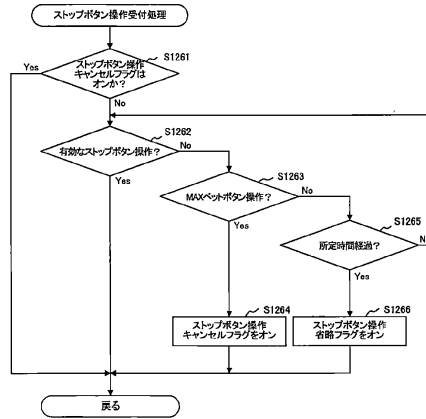 ストップボタン操作受付処理
S1261
ストップボタン操作
キャンセルフラグは
オンか？
Yes
No
S1262
有効なストップボタン操作？
No
Yes
S1263
MAXベットボタン操作？
No
Yes
S1265
所定時間経過？
Yes
S1264
ストップボタン操作
キャンセルフラグをオン
S1266
ストップボタン操作
省略フラグをオン
戻る